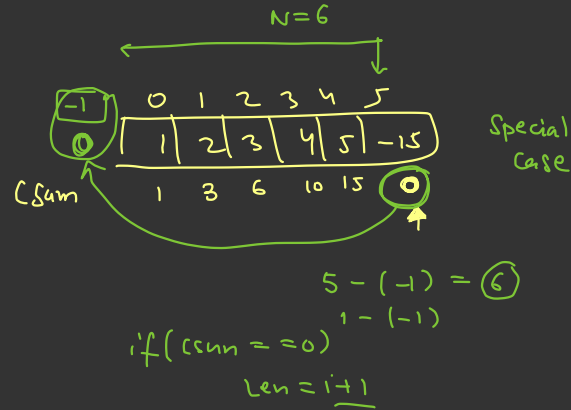 N=6
-1 0 1 2 3 4 5
0 1 2 3 4 5 -15
Special
Case
Csum 1 3 6 10 15 0
5 - (-1) = 6
1 - (-1)
if(csum == 0)
Len = i+1